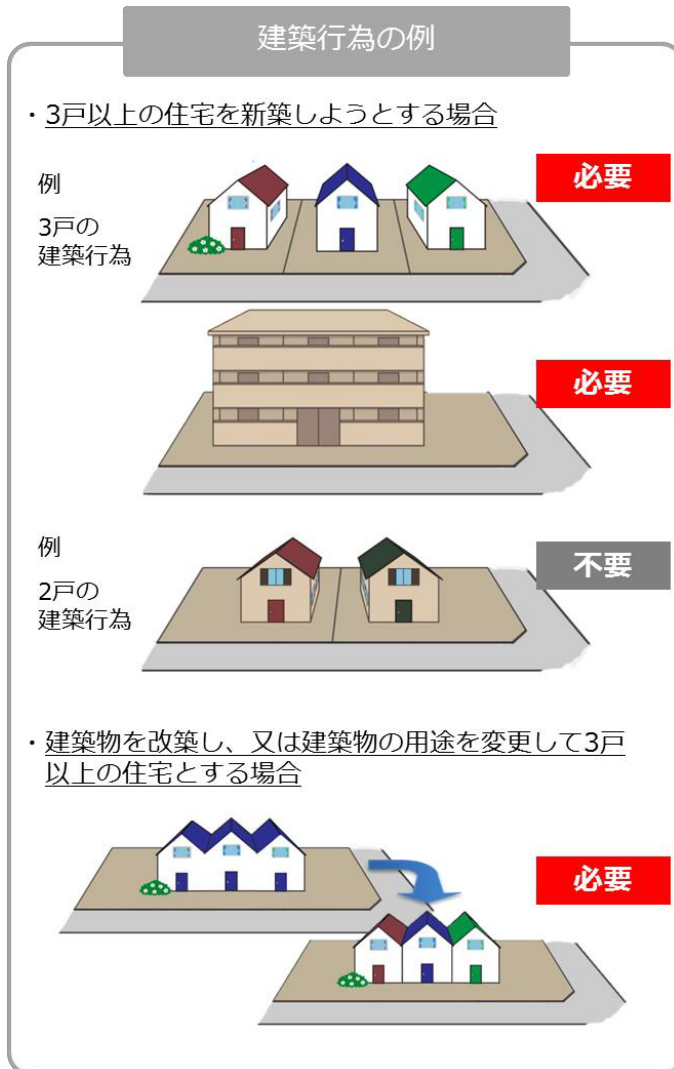 建築行為の例
・3戸以上の住宅を新築しようとする場合
例
3戸の
建築行為
必要
必要
例
2戸の
建築行為
不要
・建築物を改築し、又は建築物の用途を変更して3戸
以上の住宅とする場合
必要